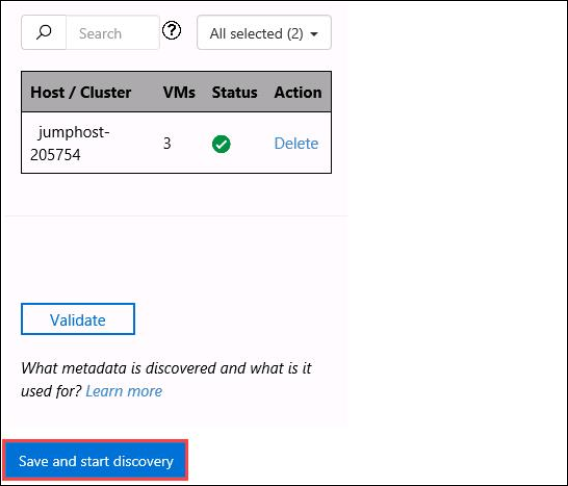 Search ? All selected (2)
Host / Cluster VMs Status Action
jumphost-
205754 3 Delete
Validate
What metadata is discovered and what is it
used for? Learn more
Save and start discovery